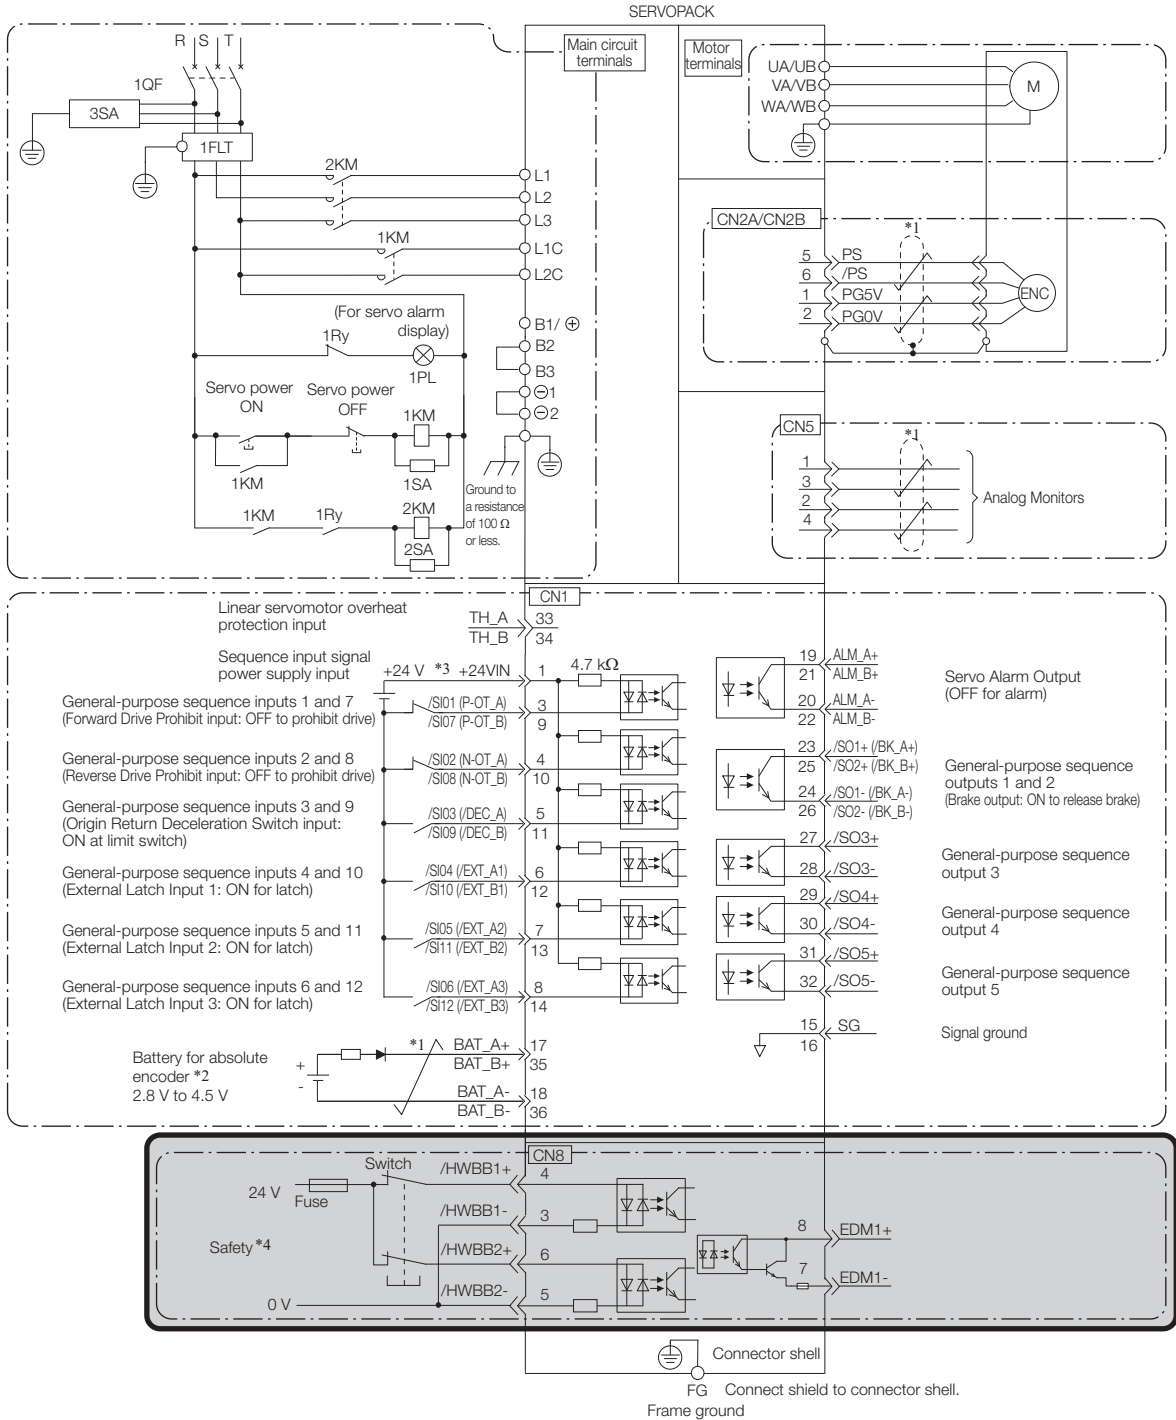 SERVOPACK
R S T
Main circuit
terminals
Motor
terminals
UA/UB
VA/VB
WA/WB
M
1QF
3SA
1FLT
2KM
L1
L2
L3
1KM
L1C
L2C
CN2A/CN2B
*1
5 PS
6 /PS
1 PG5V
2 PG0V
ENC
(For servo alarm
display)
1Ry
1PL
B1/ ⊕
B2
B3
⊖1
⊖2
Servo power
ON
Servo power
OFF
1KM
1KM
1SA
Ground to
a resistance
of 100 Ω
or less.
1KM
1Ry
2KM
2SA
CN5
*1
1
3
2
4
Analog Monitors
CN1
Linear servomotor overheat
protection input
TH_A 33
TH_B 34
Sequence input signal
power supply input
+24 V *3 +24VIN 1
4.7 kΩ
General-purpose sequence inputs 1 and 7
(Forward Drive Prohibit input: OFF to prohibit drive)
/SI01 (P-OT_A) 3
/SI07 (P-OT_B) 9
General-purpose sequence inputs 2 and 8
(Reverse Drive Prohibit input: OFF to prohibit drive)
/SI02 (N-OT_A) 4
/SI08 (N-OT_B) 10
General-purpose sequence inputs 3 and 9
(Origin Return Deceleration Switch input:
ON at limit switch)
/SI03 (/DEC_A) 5
/SI09 (/DEC_B) 11
General-purpose sequence inputs 4 and 10
(External Latch Input 1: ON for latch)
/SI04 (/EXT_A1) 6
/SI10 (/EXT_B1) 12
General-purpose sequence inputs 5 and 11
(External Latch Input 2: ON for latch)
/SI05 (/EXT_A2) 7
/SI11 (/EXT_B2) 13
General-purpose sequence inputs 6 and 12
(External Latch Input 3: ON for latch)
/SI06 (/EXT_A3) 8
/SI12 (/EXT_B3) 14
19 ALM_A+
21 ALM_B+
20 ALM_A-
22 ALM_B-
Servo Alarm Output
(OFF for alarm)
23 /SO1+ (/BK_A+)
25 /SO2+ (/BK_B+)
24 /SO1- (/BK_A-)
26 /SO2- (/BK_B-)
General-purpose sequence
outputs 1 and 2
(Brake output: ON to release brake)
27 /SO3+
28 /SO3-
General-purpose sequence
output 3
29 /SO4+
30 /SO4-
General-purpose sequence
output 4
31 /SO5+
32 /SO5-
General-purpose sequence
output 5
15 SG
16
Signal ground
Battery for absolute
encoder *2
2.8 V to 4.5 V
+
-
*1
BAT_A+ 17
BAT_B+ 35
BAT_A- 18
BAT_B- 36
CN8
Switch
24 V
Fuse
/HWBB1+ 4
/HWBB1- 3
Safety *4
/HWBB2+ 6
/HWBB2- 5
0 V
8 EDM1+
7 EDM1-
Connector shell
FG Connect shield to connector shell.
Frame ground